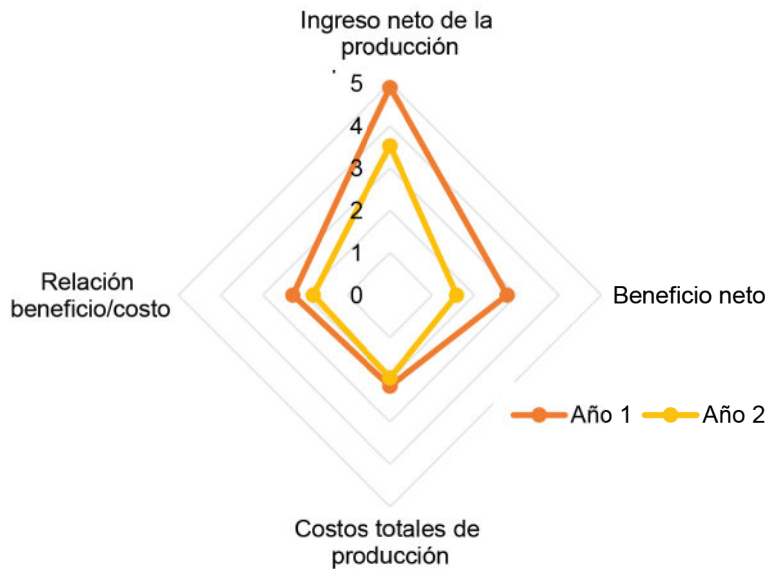 Ingreso neto de la
producción
5
4
3
2
1
0
Relación
beneficio/costo
Beneficio neto
Año 1
Año 2
Costos totales de
producción